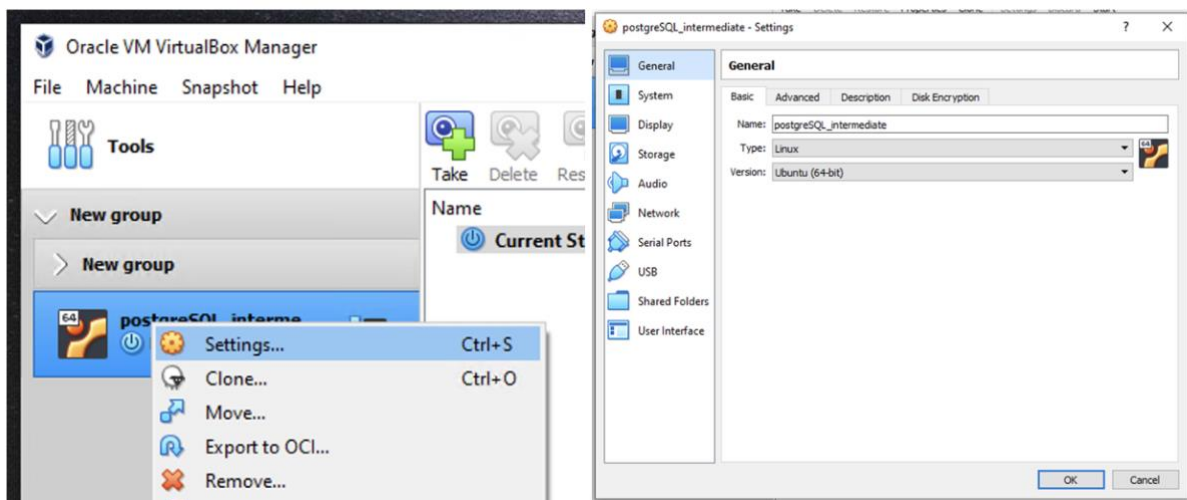 Oracle VM VirtualBox Manager
File Machine Snapshot Help
Tools
Take Delete Res
New group
New group
Name
Current St
64
postgreSQL_interme
Settings... Ctrl+S
Clone... Ctrl+O
Move...
Export to OCI...
Remove...
postgreSQL_intermediate - Settings ? X
General
System
Display
Storage
Audio
Network
Serial Ports
USB
Shared Folders
User Interface
General
Basic Advanced Description Disk Encryption
Name: postgreSQL_intermediate
Type: Linux
64
Version: Ubuntu (64-bit)
OK Cancel